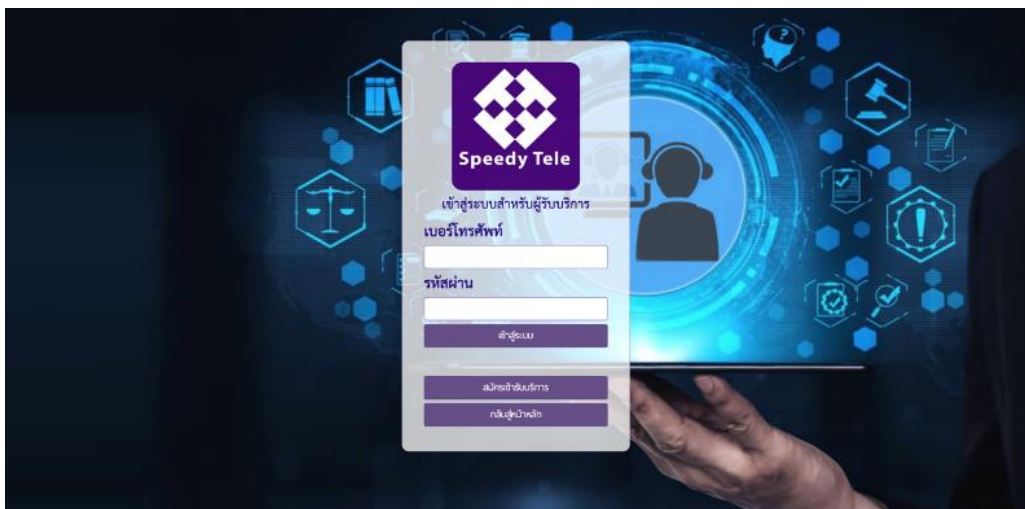 Speedy Tele
เข้าสู่ระบบสำหรับผู้รับบริการ
เบอร์โทรศัพท์
รหัสผ่าน
เข้าสู่ระบบ
สมัครเข้ารับบริการ
กลับสู่หน้าหลัก